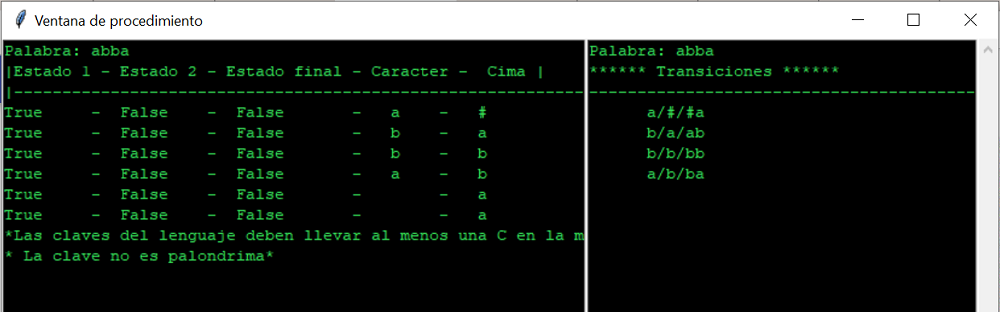 Ventana de procedimiento
Palabra: abba
|Estado 1 - Estado 2 - Estado final - Caracter -  Cima |
|-----------------------------------------------------------
True     -  False    -  False       -   a    -   #
True     -  False    -  False       -   b    -   a
True     -  False    -  False       -   b    -   b
True     -  False    -  False       -   a    -   b
True     -  False    -  False       -        -   a
True     -  False    -  False       -        -   a
*Las claves del lenguaje deben llevar al menos una C en la m
* La clave no es palondrima*
Palabra: abba
****** Transiciones ******
----------------------------------------
a/#/#a
b/a/ab
b/b/bb
a/b/ba